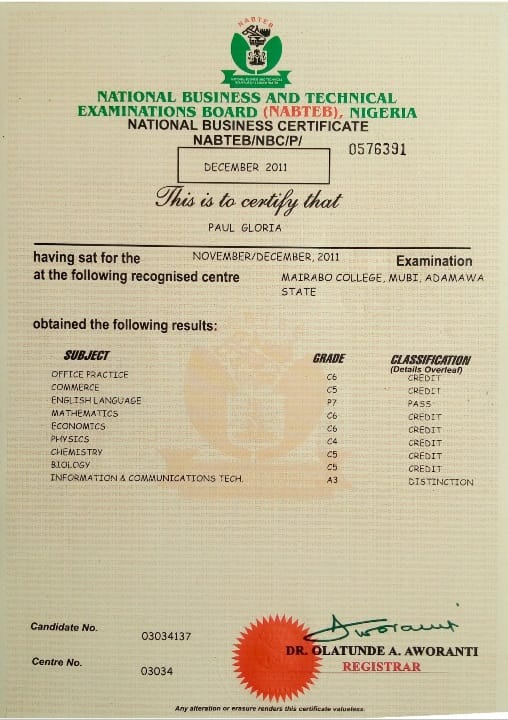 NABTEB
NATIONAL BUSINESS AND TECHNICAL
EXAMINATIONS BOARD (NABTEB), NIGERIA
NATIONAL BUSINESS CERTIFICATE
NABTEB/NBC/P/ 0576391
DECEMBER 2011
This is to certify that
PAUL GLORIA
having sat for the NOVEMBER/DECEMBER, 2011 Examination
at the following recognised centre MAIRABO COLLEGE, MUBI, ADAMAWA
STATE
obtained the following results:
SUBJECT GRADE CLASSIFICATION
(Details Overleaf)
OFFICE PRACTICE C6 CREDIT
COMMERCE C5 CREDIT
ENGLISH LANGUAGE P7 PASS
MATHEMATICS C6 CREDIT
ECONOMICS C6 CREDIT
PHYSICS C4 CREDIT
CHEMISTRY C5 CREDIT
BIOLOGY C5 CREDIT
INFORMATION & COMMUNICATIONS TECH. A3 DISTINCTION
Candidate No. 03034137
Aworanti
DR. OLATUNDE A. AWORANTI
Centre No. 03034
REGISTRAR
Any alteration or erasure renders this certificate valueless.